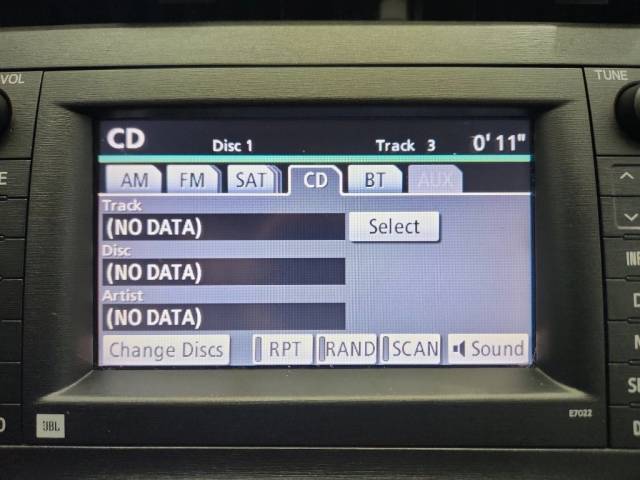 VOL
TUNE
CD Disc 1 Track 3 0'11"
AM FM SAT CD BT AUX
Track
(NO DATA) Select
Disc
(NO DATA)
Artist
(NO DATA)
Change Discs RPT RAND SCAN Sound
JBL
E7022